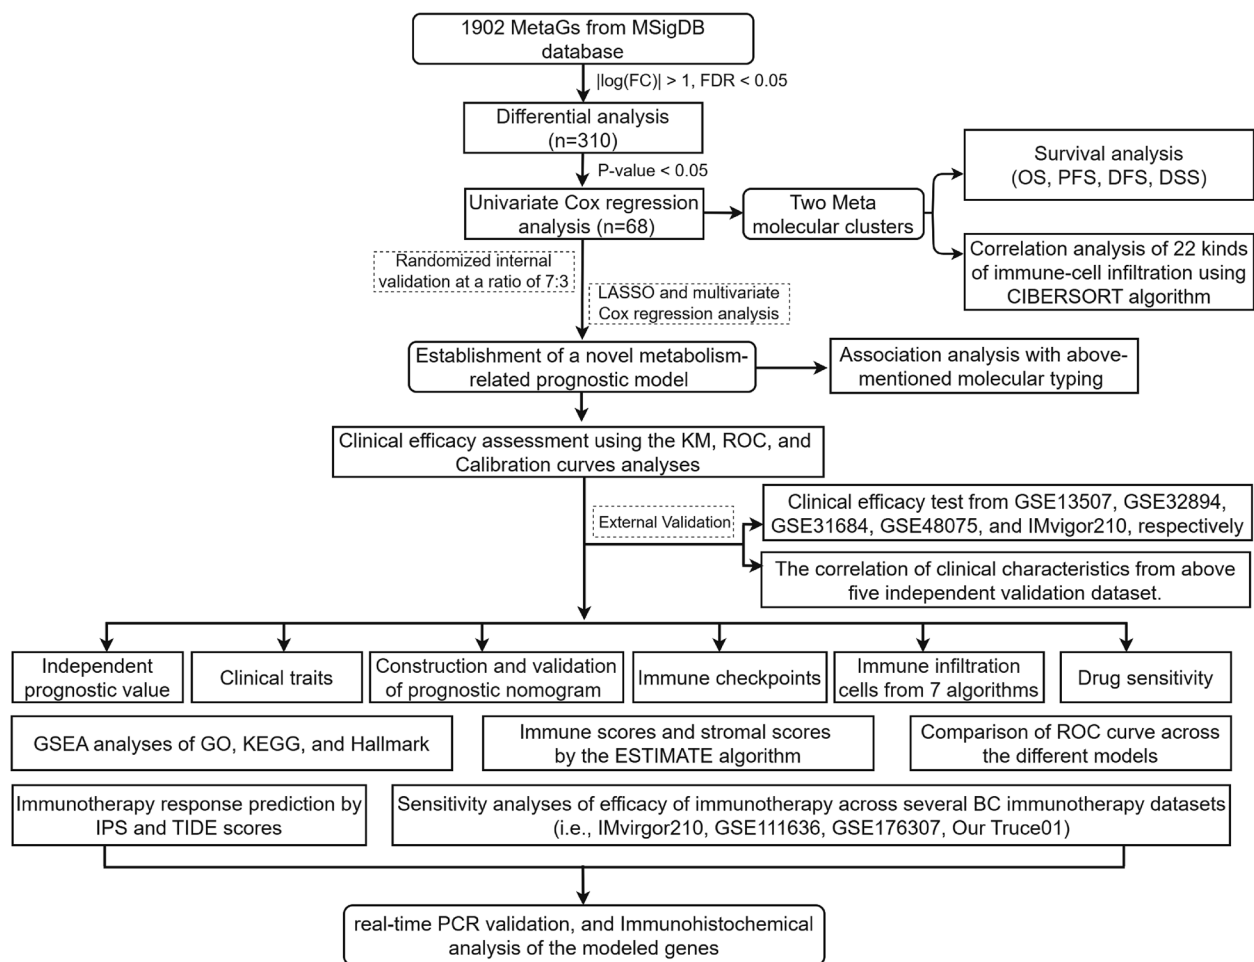 1902 MetaGs from MSigDB
database
|log(FC)| > 1, FDR < 0.05
Differential analysis
(n=310)
P-value < 0.05
Univariate Cox regression
analysis (n=68)
Two Meta
molecular clusters
Survival analysis
(OS, PFS, DFS, DSS)
Correlation analysis of 22 kinds
of immune-cell infiltration using
CIBERSORT algorithm
Randomized internal
validation at a ratio of 7:3
LASSO and multivariate
Cox regression analysis
Establishment of a novel metabolism-
related prognostic model
Association analysis with above-
mentioned molecular typing
Clinical efficacy assessment using the KM, ROC, and
Calibration curves analyses
External Validation
Clinical efficacy test from GSE13507, GSE32894,
GSE31684, GSE48075, and IMvigor210, respectively
The correlation of clinical characteristics from above
five independent validation dataset.
Independent
prognostic value
Clinical traits
Construction and validation
of prognostic nomogram
Immune checkpoints
Immune infiltration
cells from 7 algorithms
Drug sensitivity
GSEA analyses of GO, KEGG, and Hallmark
Immune scores and stromal scores
by the ESTIMATE algorithm
Comparison of ROC curve across
the different models
Immunotherapy response prediction by
IPS and TIDE scores
Sensitivity analyses of efficacy of immunotherapy across several BC immunotherapy datasets
(i.e., IMvirgor210, GSE111636, GSE176307, Our Truce01)
real-time PCR validation, and Immunohistochemical
analysis of the modeled genes